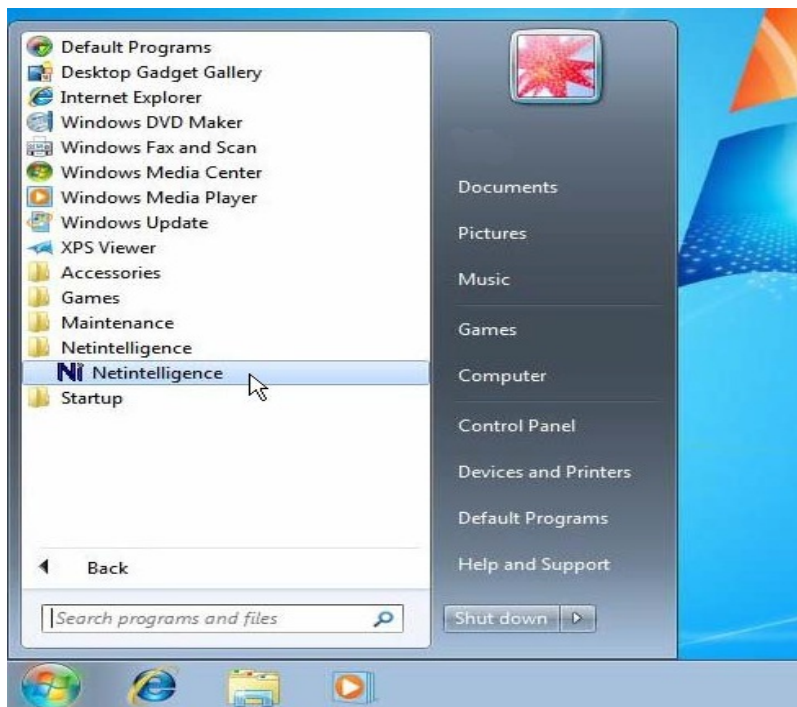 Default Programs
Desktop Gadget Gallery
Internet Explorer
Windows DVD Maker
Windows Fax and Scan
Windows Media Center
Windows Media Player
Windows Update
XPS Viewer
Accessories
Games
Maintenance
Netintelligence
Ni Netintelligence
Startup
Back
Search programs and files
Documents
Pictures
Music
Games
Computer
Control Panel
Devices and Printers
Default Programs
Help and Support
Shut down